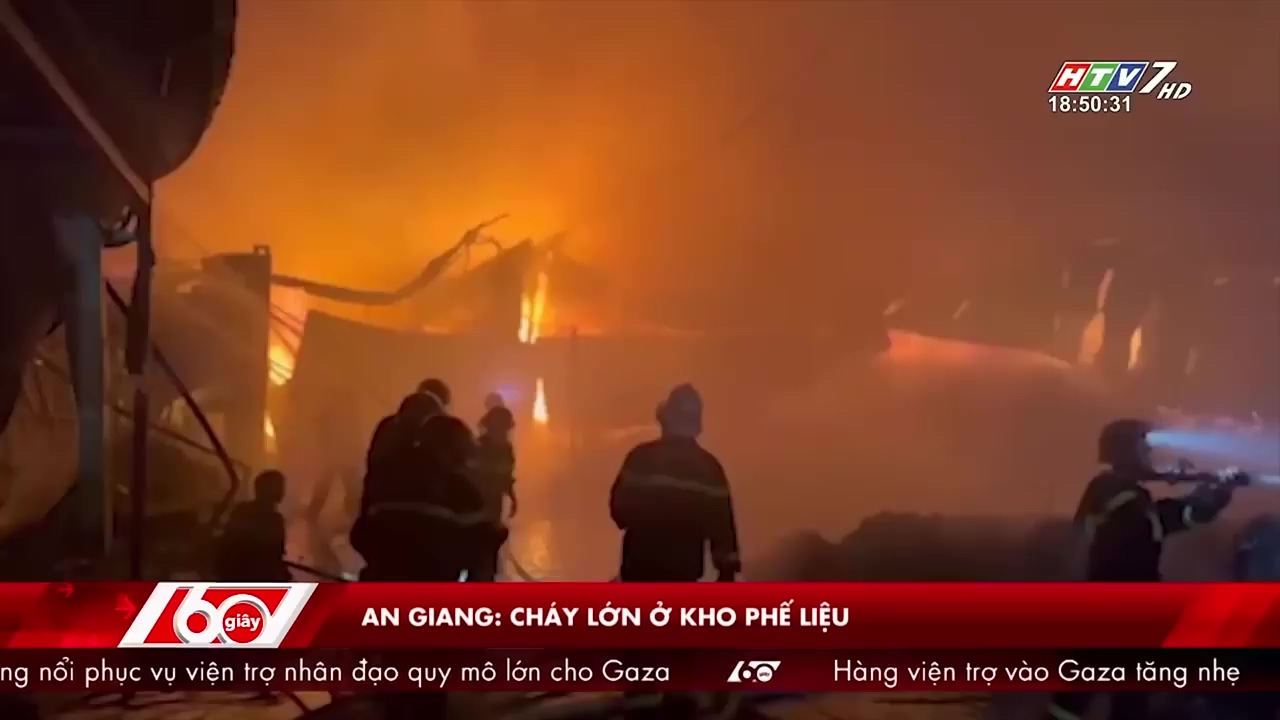 HTV7 HD
18:50:31
60 giây
AN GIANG: CHÁY LỚN Ở KHO PHẾ LIỆU
ng nổi phục vụ viện trợ nhân đạo quy mô lớn cho Gaza 60 giây Hàng viện trợ vào Gaza tăng nhẹ